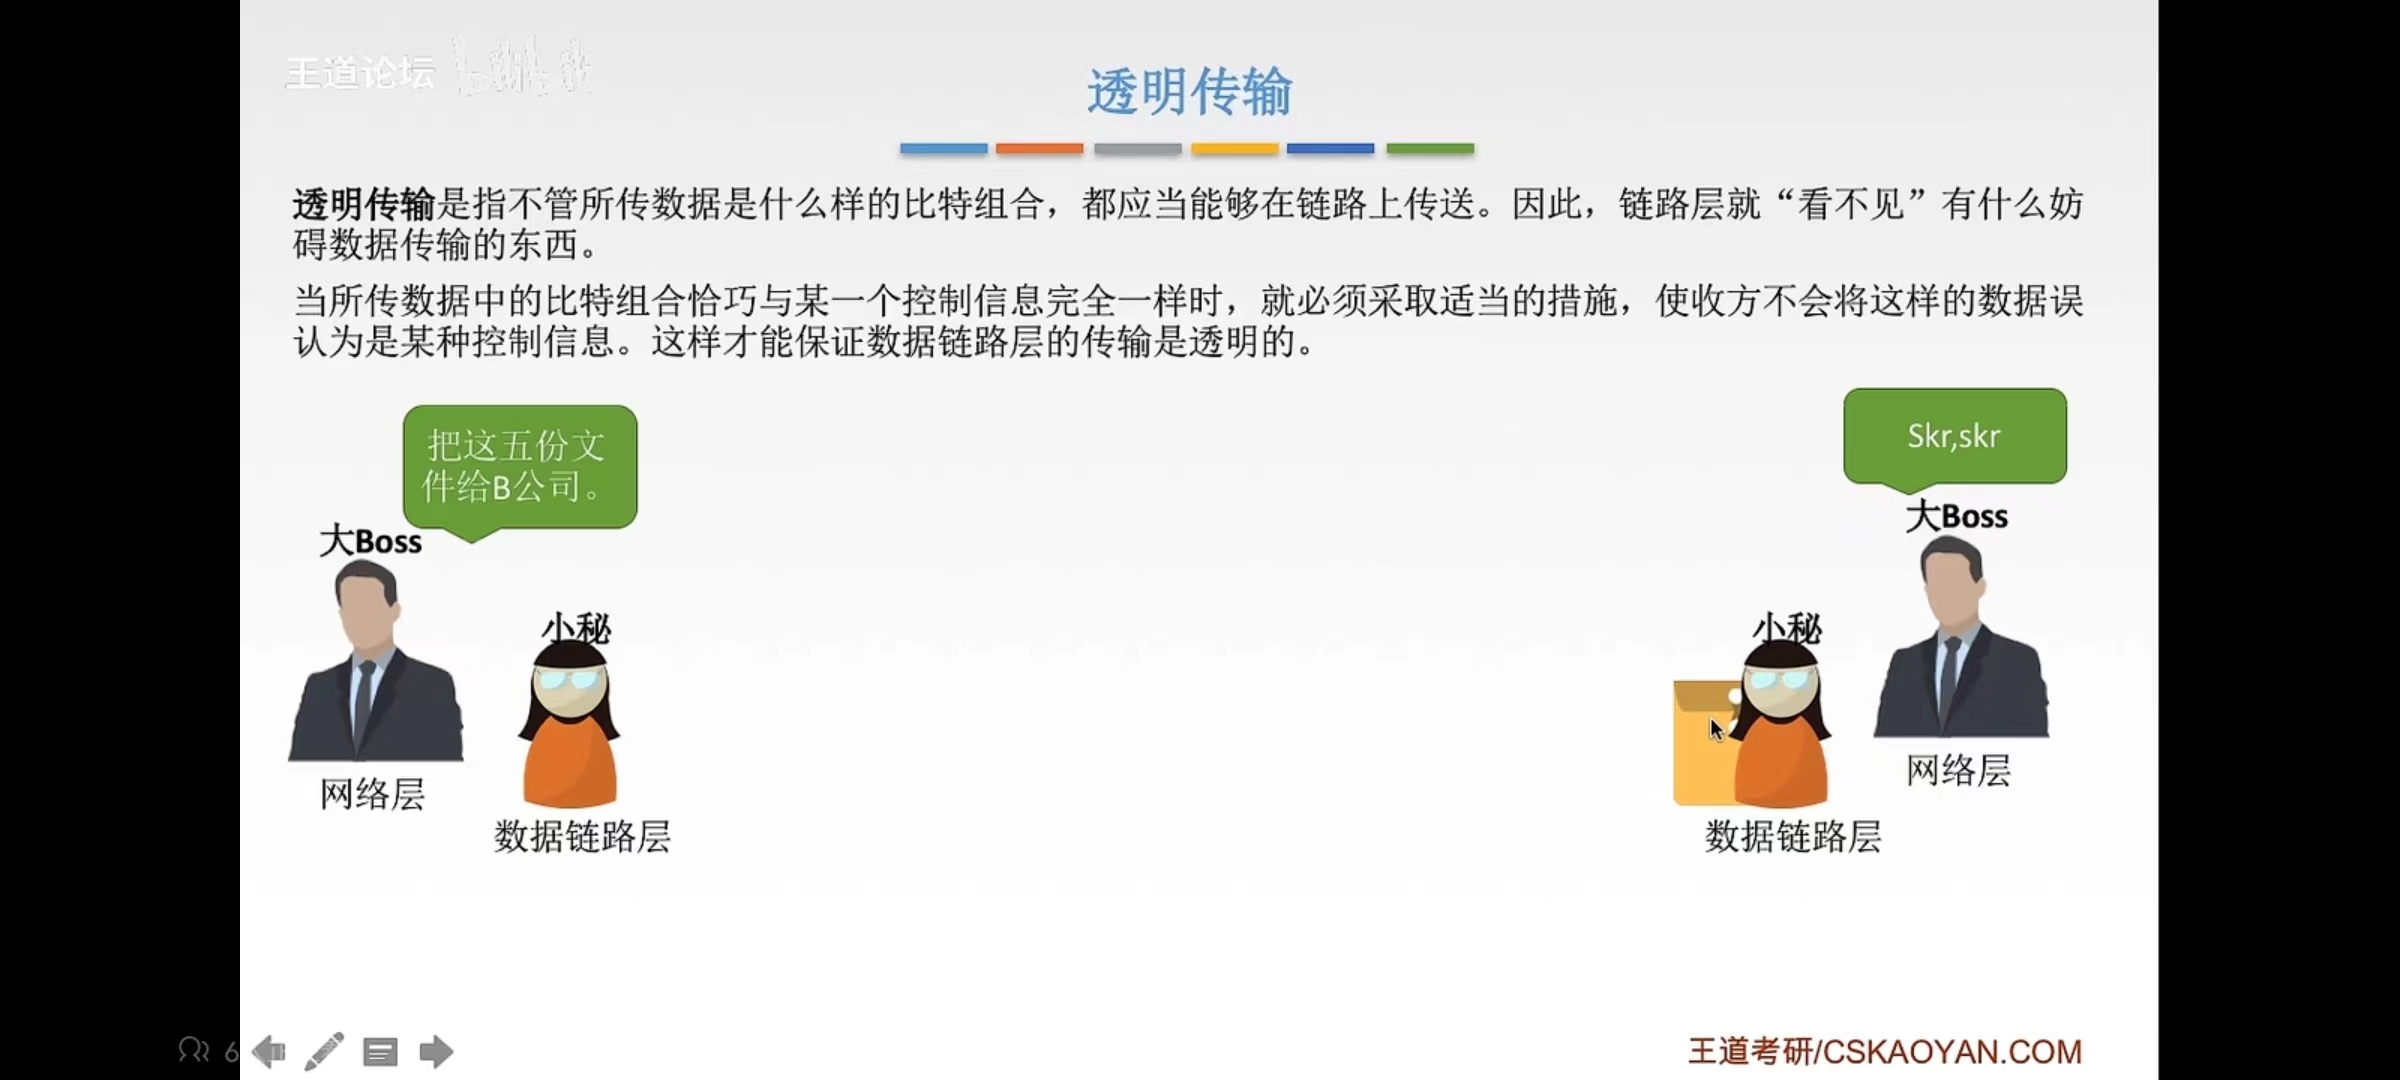 王道论坛 bilibili
透明传输
透明传输是指不管所传数据是什么样的比特组合，都应当能够在链路上传送。因此，链路层就“看不见”有什么妨
碍数据传输的东西。
当所传数据中的比特组合恰巧与某一个控制信息完全一样时，就必须采取适当的措施，使收方不会将这样的数据误
认为是某种控制信息。这样才能保证数据链路层的传输是透明的。
把这五份文
件给B公司。
大Boss
小秘
网络层
数据链路层
Skr,skr
大Boss
小秘
网络层
数据链路层
6
王道考研/CSKAOYAN.COM